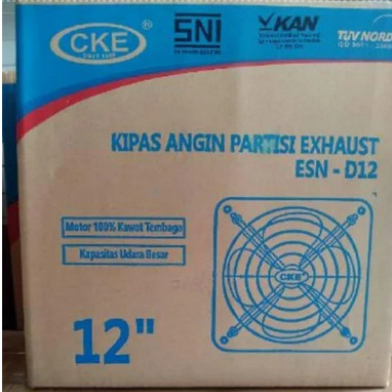 CKE ®
SNI
KAN
TUV NORD
KIPAS ANGIN PARTISI EXHAUST
ESN - D12
Motor 100% Kawat Tembaga
Kapasitas Udara Besar
CKE
12"